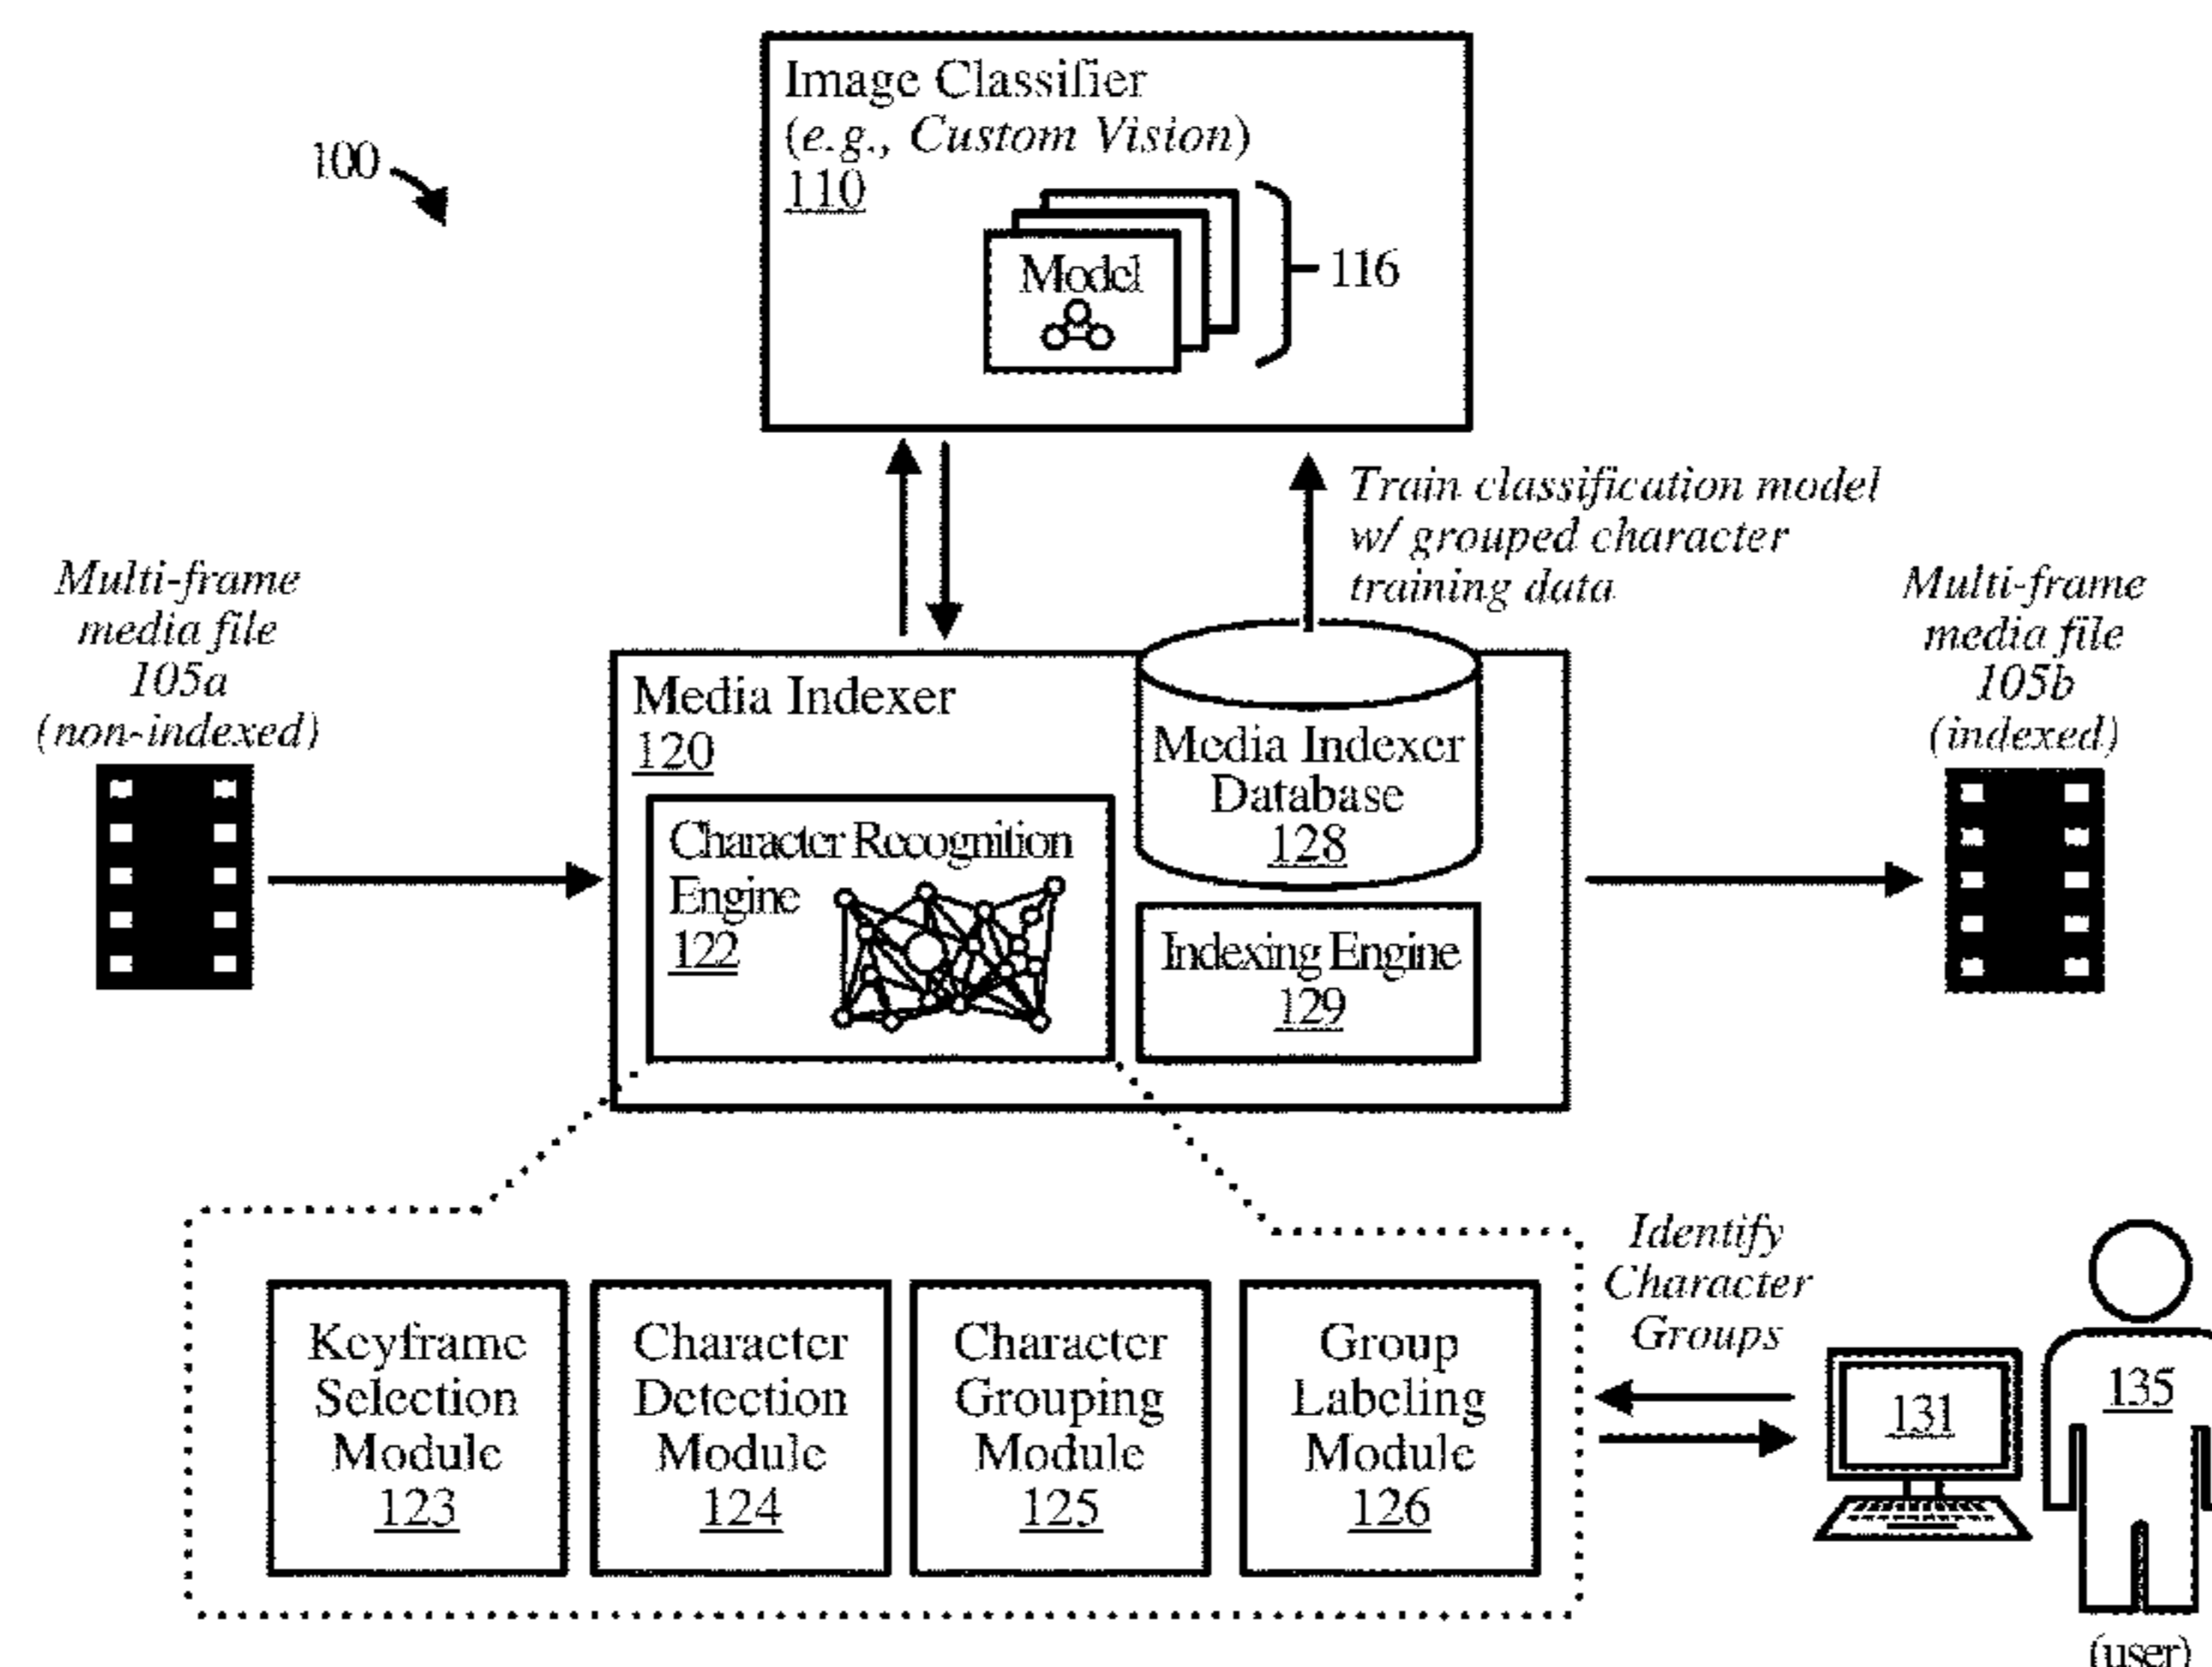 Image Classifier
(e.g., Custom Vision)
110
100
Model
116
Train classification model
w/ grouped character
training data
Multi-frame
media file
105a
(non-indexed)
Multi-frame
media file
105b
(indexed)
Media Indexer
120
Media Indexer
Database
128
Character Recognition
Engine
122
Indexing Engine
129
Identify
Character
Groups
Keyframe
Selection
Module
123
Character
Detection
Module
124
Character
Grouping
Module
125
Group
Labeling
Module
126
131
135
(user)